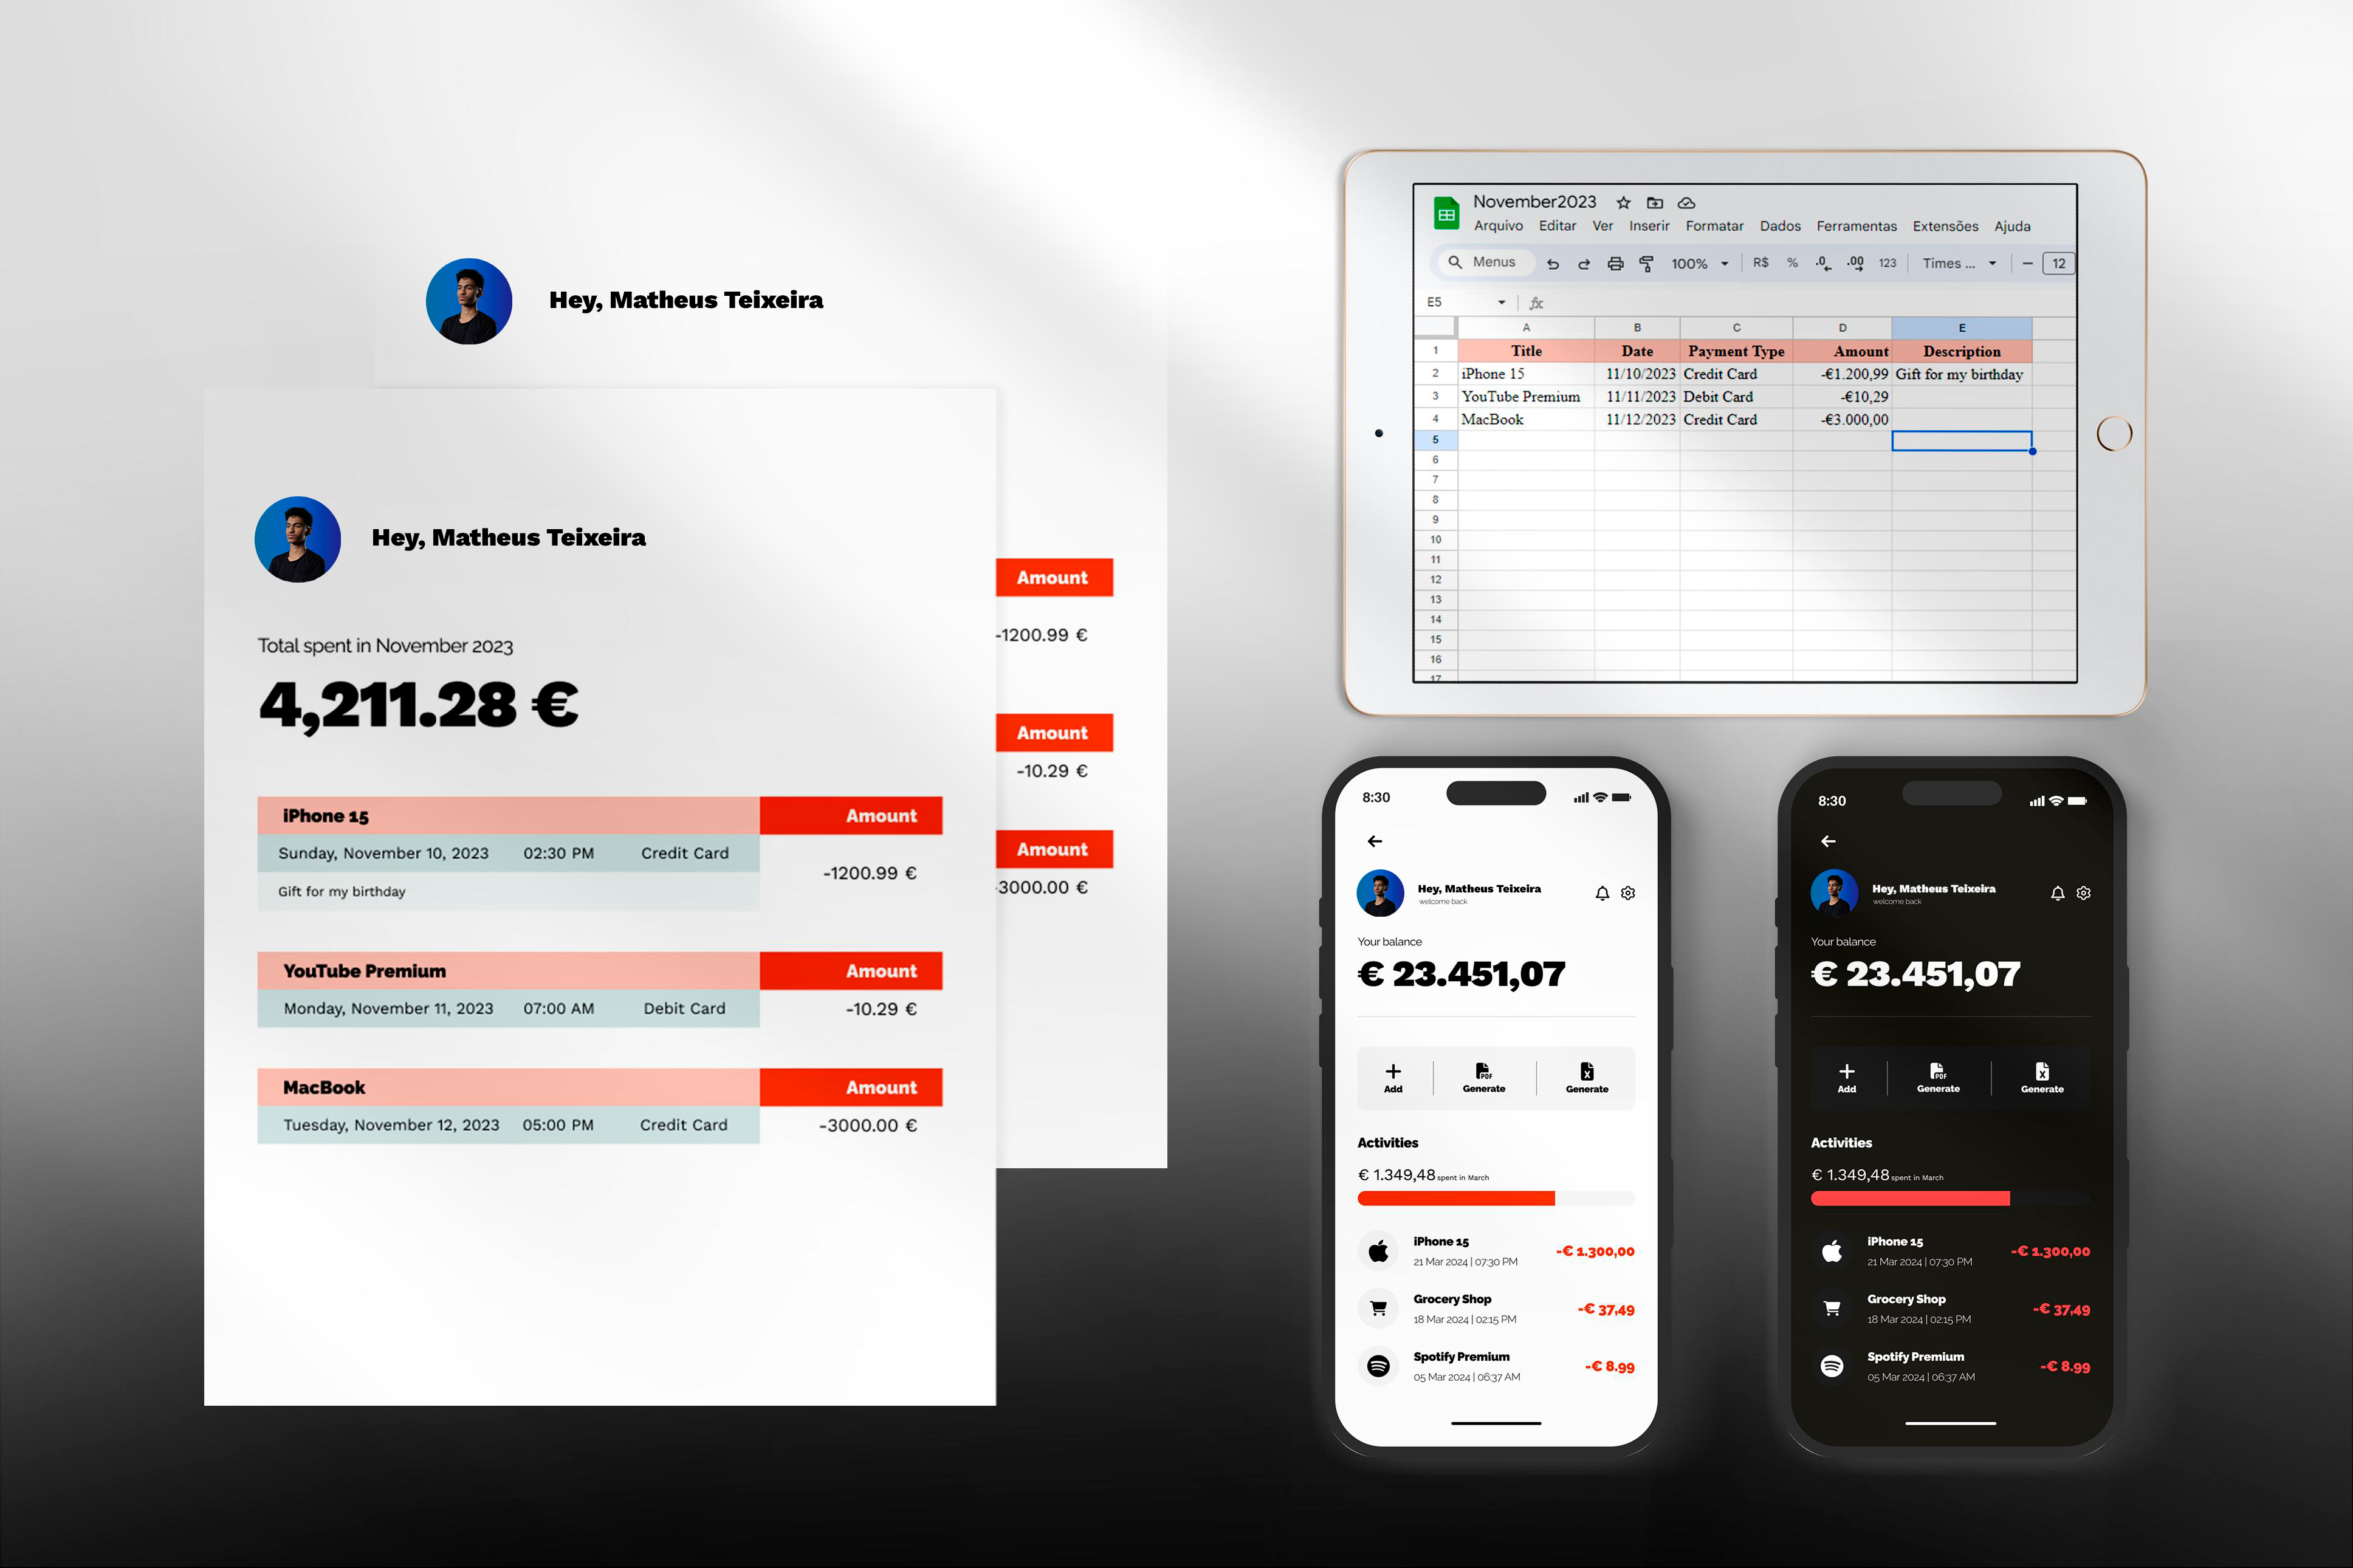 Hey, Matheus Teixeira
Amount
-1200.99 €
Amount
-10.29 €
Amount
-3000.00 €
Hey, Matheus Teixeira
Total spent in November 2023
4,211.28 €
iPhone 15 Amount
Sunday, November 10, 2023 02:30 PM Credit Card
-1200.99 €
Gift for my birthday
YouTube Premium Amount
Monday, November 11, 2023 07:00 AM Debit Card -10.29 €
MacBook Amount
Tuesday, November 12, 2023 05:00 PM Credit Card -3000.00 €
November2023
Arquivo Editar Ver Inserir Formatar Dados Ferramentas Extensões Ajuda
Menus 100% R$ % .0 .00 123 Times ... 12
E5 fx
A B C D E
1 Title Date Payment Type Amount Description
2 iPhone 15 11/10/2023 Credit Card -€1.200,99 Gift for my birthday
3 YouTube Premium 11/11/2023 Debit Card -€10,29
4 MacBook 11/12/2023 Credit Card -€3.000,00
5
6
7
8
9
10
11
12
13
14
15
16
17
8:30
Hey, Matheus Teixeira
welcome back
Your balance
€ 23.451,07
PDF X
Add Generate Generate
Activities
€ 1.349,48 spent in March
iPhone 15
-€ 1.300,00
21 Mar 2024 | 07:30 PM
Grocery Shop
-€ 37,49
18 Mar 2024 | 02:15 PM
Spotify Premium
-€ 8.99
05 Mar 2024 | 06:37 AM
8:30
Hey, Matheus Teixeira
welcome back
Your balance
€ 23.451,07
PDF X
Add Generate Generate
Activities
€ 1.349,48 spent in March
iPhone 15
-€ 1.300,00
21 Mar 2024 | 07:30 PM
Grocery Shop
-€ 37,49
18 Mar 2024 | 02:15 PM
Spotify Premium
-€ 8.99
05 Mar 2024 | 06:37 AM